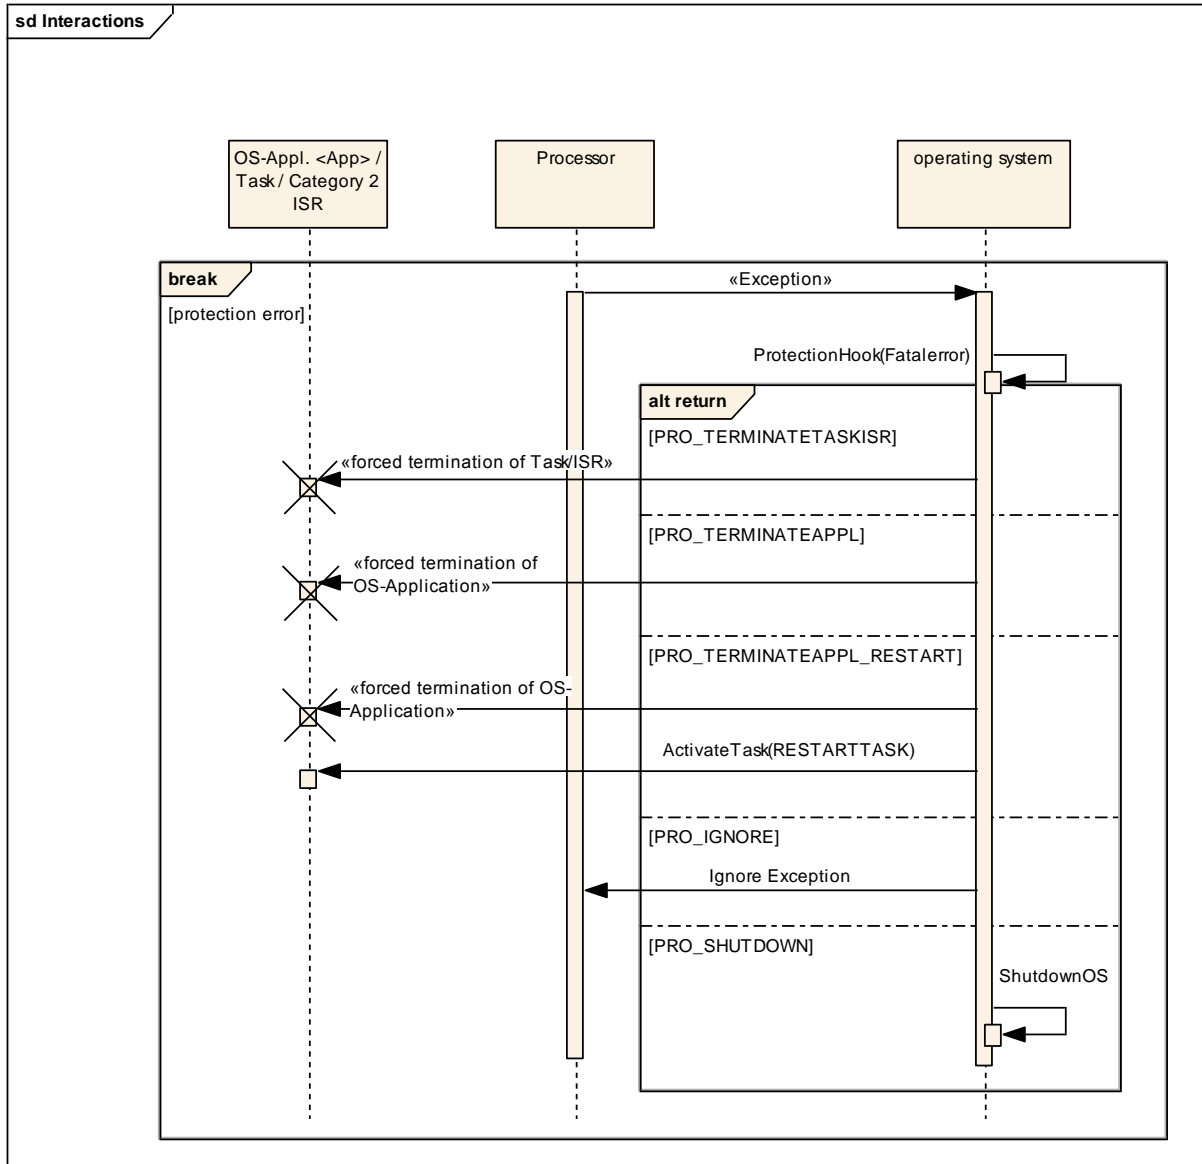 sd Interactions
OS-Appl. <App> /
Task / Category 2
ISR
Processor
operating system
break
[protection error]
«Exception»
ProtectionHook(Fatalerror)
alt return
[PRO_TERMINATETASKISR]
«forced termination of Task/ISR»
[PRO_TERMINATEAPPL]
«forced termination of
OS-Application»
[PRO_TERMINATEAPPL_RESTART]
«forced termination of OS-
Application»
ActivateTask(RESTARTTASK)
[PRO_IGNORE]
Ignore Exception
[PRO_SHUTDOWN]
ShutdownOS